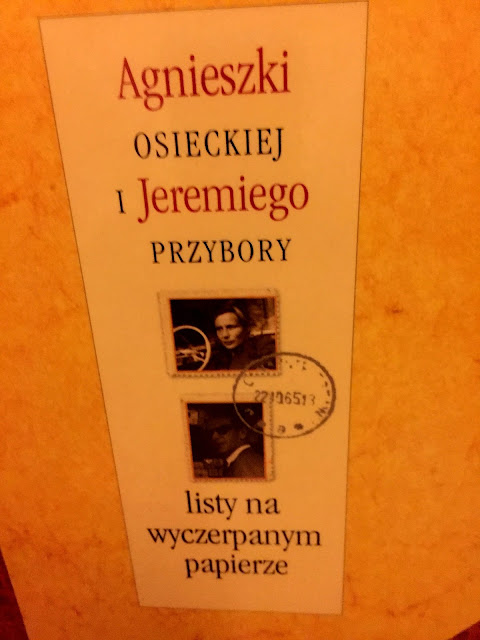 Agnieszki
OSIECKIEJ
I Jeremiego
PRZYBORY
listy na
wyczerpanym
papierze